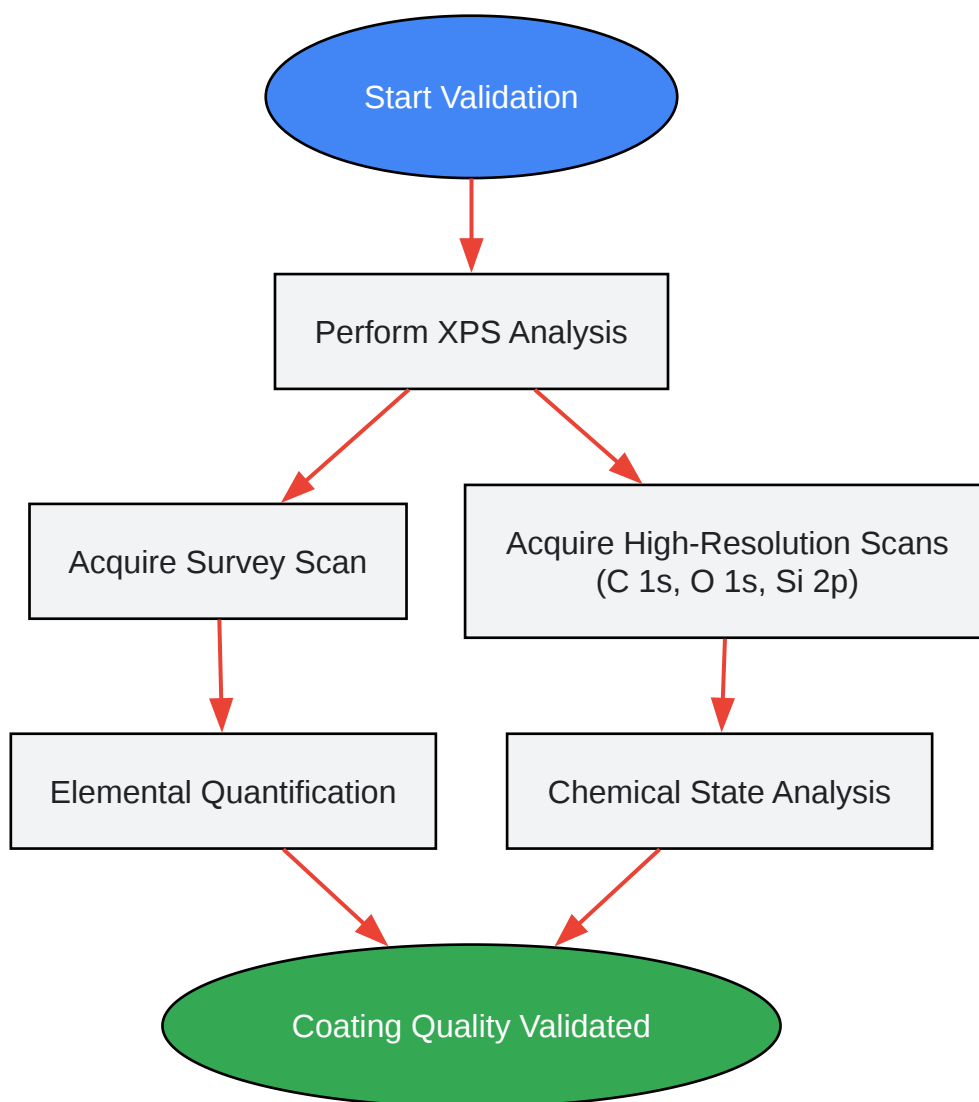 Start Validation
Perform XPS Analysis
Acquire Survey Scan
Acquire High-Resolution Scans
(C 1s, O 1s, Si 2p)
Elemental Quantification
Chemical State Analysis
Coating Quality Validated